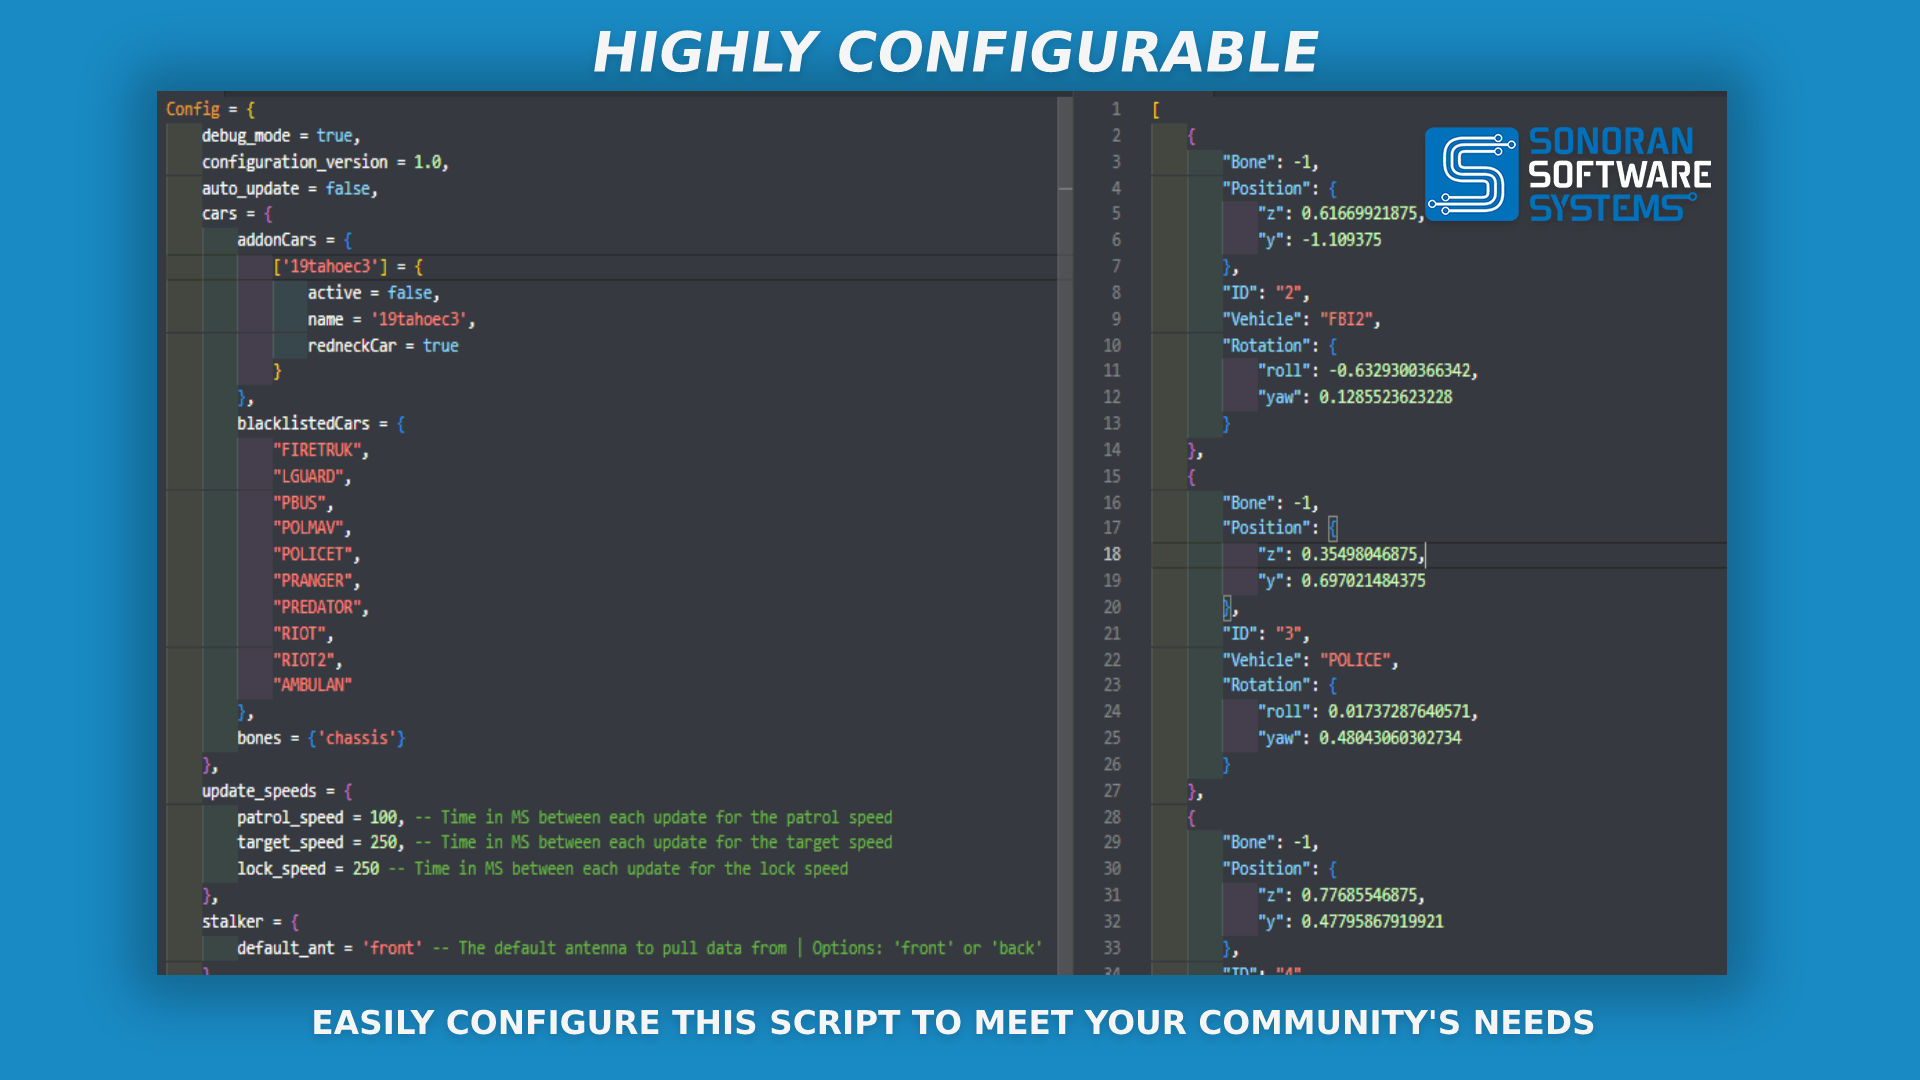 HIGHLY CONFIGURABLE
Config = {
debug_mode = true,
configuration_version = 1.0,
auto_update = false,
cars = {
addonCars = {
['19tahoec3'] = {
active = false,
name = '19tahoec3',
redneckCar = true
}
},
blacklistedCars = {
"FIRETRUK",
"LGUARD",
"PBUS",
"POLMAV",
"POLICET",
"PRANGER",
"PREDATOR",
"RIOT",
"RIOT2",
"AMBULAN"
},
bones = {'chassis'}
},
update_speeds = {
patrol_speed = 100, -- Time in MS between each update for the patrol speed
target_speed = 250, -- Time in MS between each update for the target speed
lock_speed = 250 -- Time in MS between each update for the lock speed
},
stalker = {
default_ant = 'front' -- The default antenna to pull data from | Options: 'front' or 'back'
}
1 [
2 {
3 "Bone": -1,
4 "Position": {
5 "z": 0.61669921875,
6 "y": -1.109375
7 },
8 "ID": "2",
9 "Vehicle": "FBI2",
10 "Rotation": {
11 "roll": -0.6329300366342,
12 "yaw": 0.1285523623228
13 }
14 },
15 {
16 "Bone": -1,
17 "Position": {
18 "z": 0.35498046875,
19 "y": 0.697021484375
20 },
21 "ID": "3",
22 "Vehicle": "POLICE",
23 "Rotation": {
24 "roll": 0.01737287640571,
25 "yaw": 0.48043060302734
26 }
27 },
28 {
29 "Bone": -1,
30 "Position": {
31 "z": 0.77685546875,
32 "y": 0.47795867919921
33 },
34 "ID": "4"
SONORAN
SOFTWARE
SYSTEMS
EASILY CONFIGURE THIS SCRIPT TO MEET YOUR COMMUNITY'S NEEDS